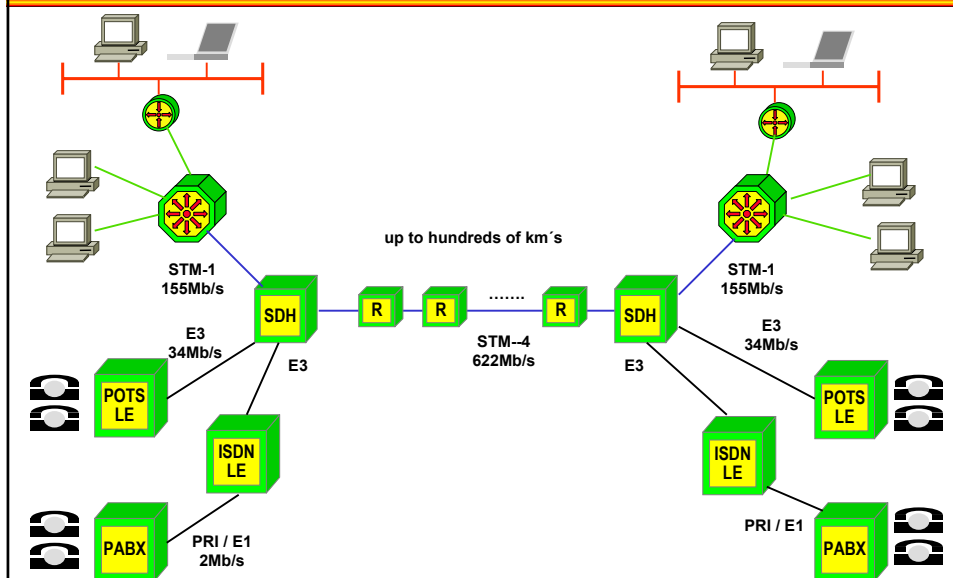 up to hundreds of km´s
STM-1
155Mb/s
STM-1
155Mb/s
SDH
R
R
.......
R
SDH
STM--4
622Mb/s
E3
34Mb/s
E3
E3
E3
34Mb/s
POTS
LE
POTS
LE
ISDN
LE
ISDN
LE
PABX
PRI / E1
2Mb/s
PRI / E1
PABX